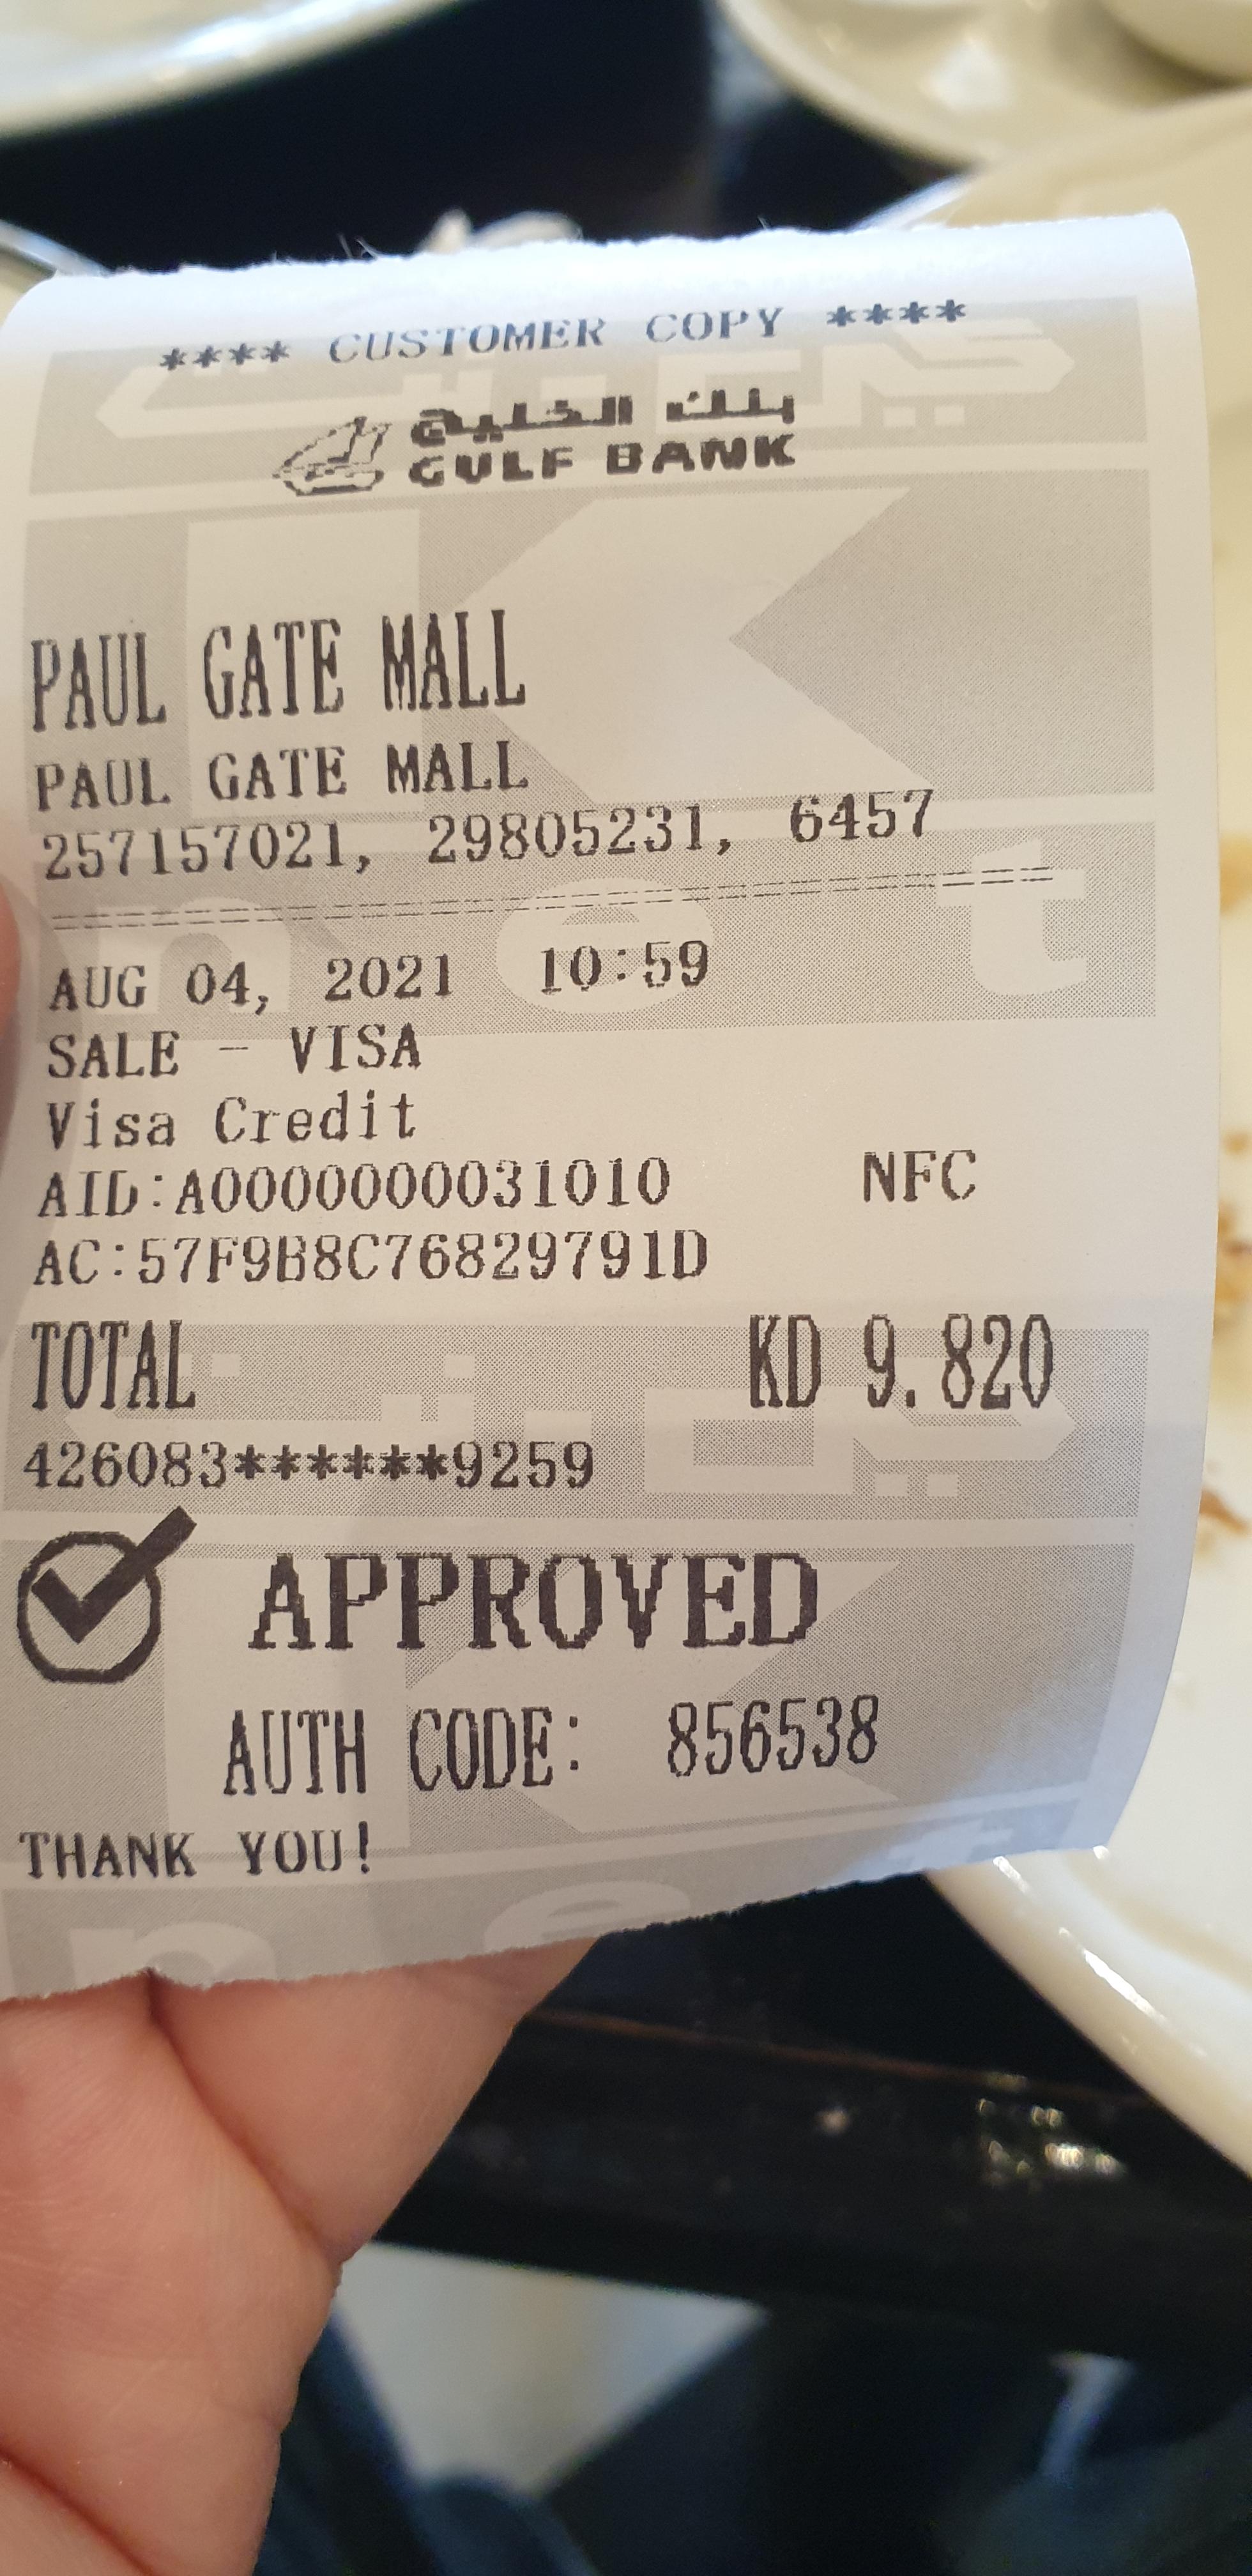 **** CUSTOMER COPY ****
بنك الخليج
GULF BANK
PAUL GATE MALL
PAUL GATE MALL
257157021, 29805231, 6457
AUG 04, 2021 10:59
SALE - VISA
Visa Credit
AID:A0000000031010 NFC
AC:57F9B8C76829791D
TOTAL KD 9.820
426083******9259
APPROVED
AUTH CODE: 856538
THANK YOU!